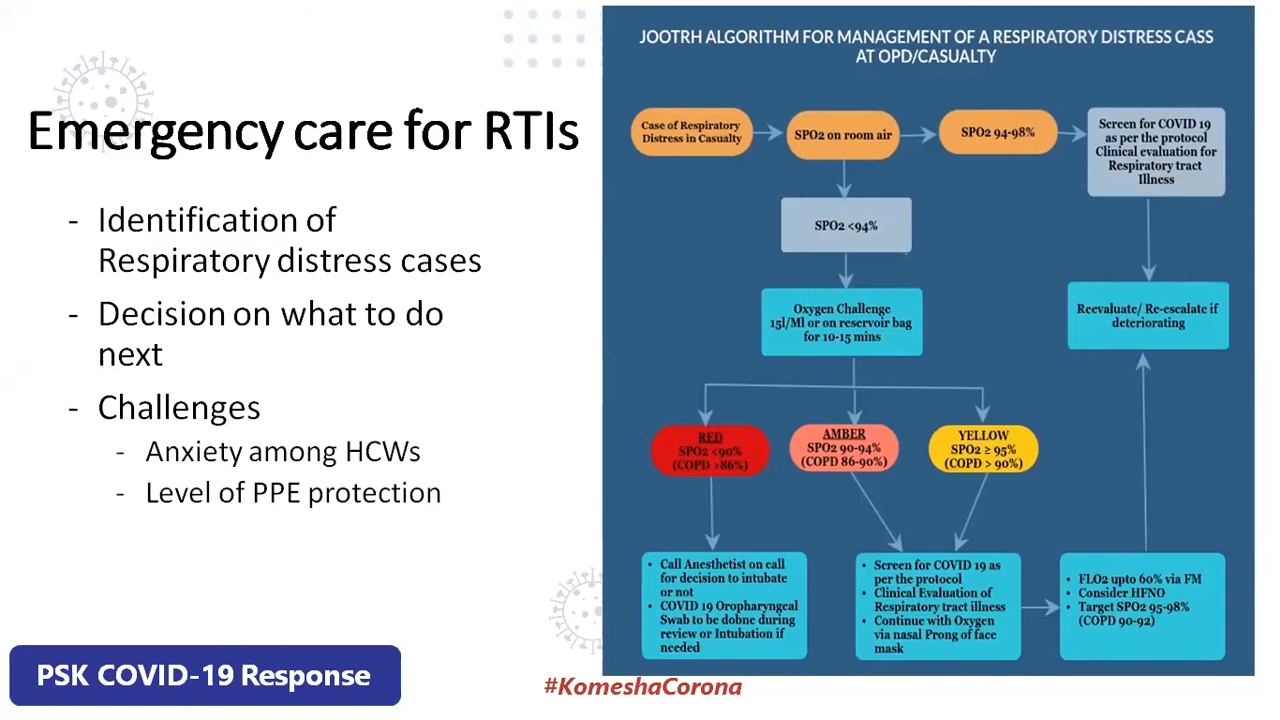 Emergency care for RTIs
- Identification of
Respiratory distress cases
- Decision on what to do
next
- Challenges
- Anxiety among HCWs
- Level of PPE protection
PSK COVID-19 Response
#KomeshaCorona
JOOTRH ALGORITHM FOR MANAGEMENT OF A RESPIRATORY DISTRESS CASS
AT OPD/CASUALTY
Case of Respiratory
Distress in Casualty
SPO2 on room air
SPO2 94-98%
Screen for COVID 19
as per the protocol
Clinical evaluation for
Respiratory tract
Illness
SPO2 <94%
Oxygen Challenge
15l/Ml or on reservoir bag
for 10-15 mins
Reevaluate/ Re-escalate if
deteriorating
RED
SPO2 <90%
(COPD >86%)
AMBER
SPO2 90-94%
(COPD 86-90%)
YELLOW
SPO2 ≥ 95%
(COPD > 90%)
• Call Anesthetist on call
for decision to intubate
or not
• COVID 19 Oropharyngeal
Swab to be dobne during
review or Intubation if
needed
• Screen for COVID 19 as
per the protocol
• Clinical Evaluation of
Respiratory tract illness
• Continue with Oxygen
via nasal Prong of face
mask
• FLO2 upto 60% via FM
• Consider HFNO
• Target SPO2 95-98%
(COPD 90-92)